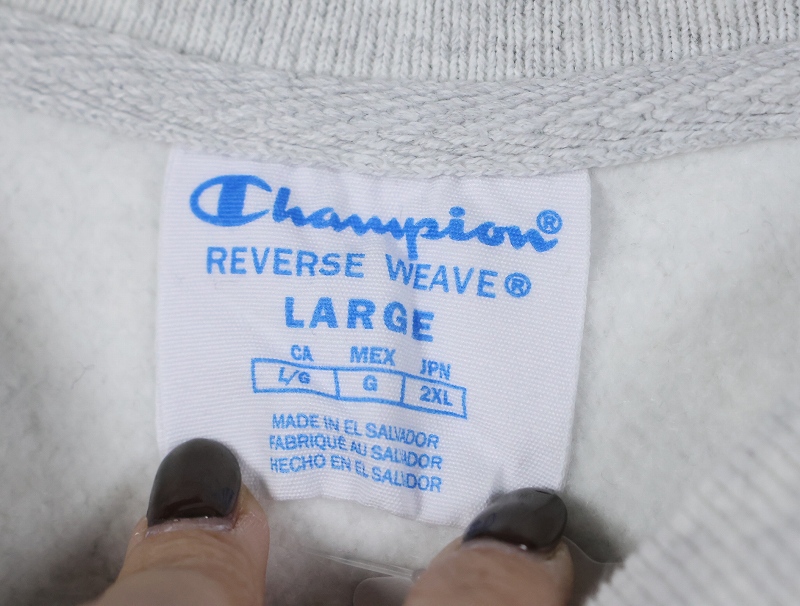 Champion®
REVERSE WEAVE®
LARGE
CA MEX JPN
L/G G 2XL
MADE IN EL SALVADOR
FABRIQUÉ AU SALVADOR
HECHO EN EL SALVADOR